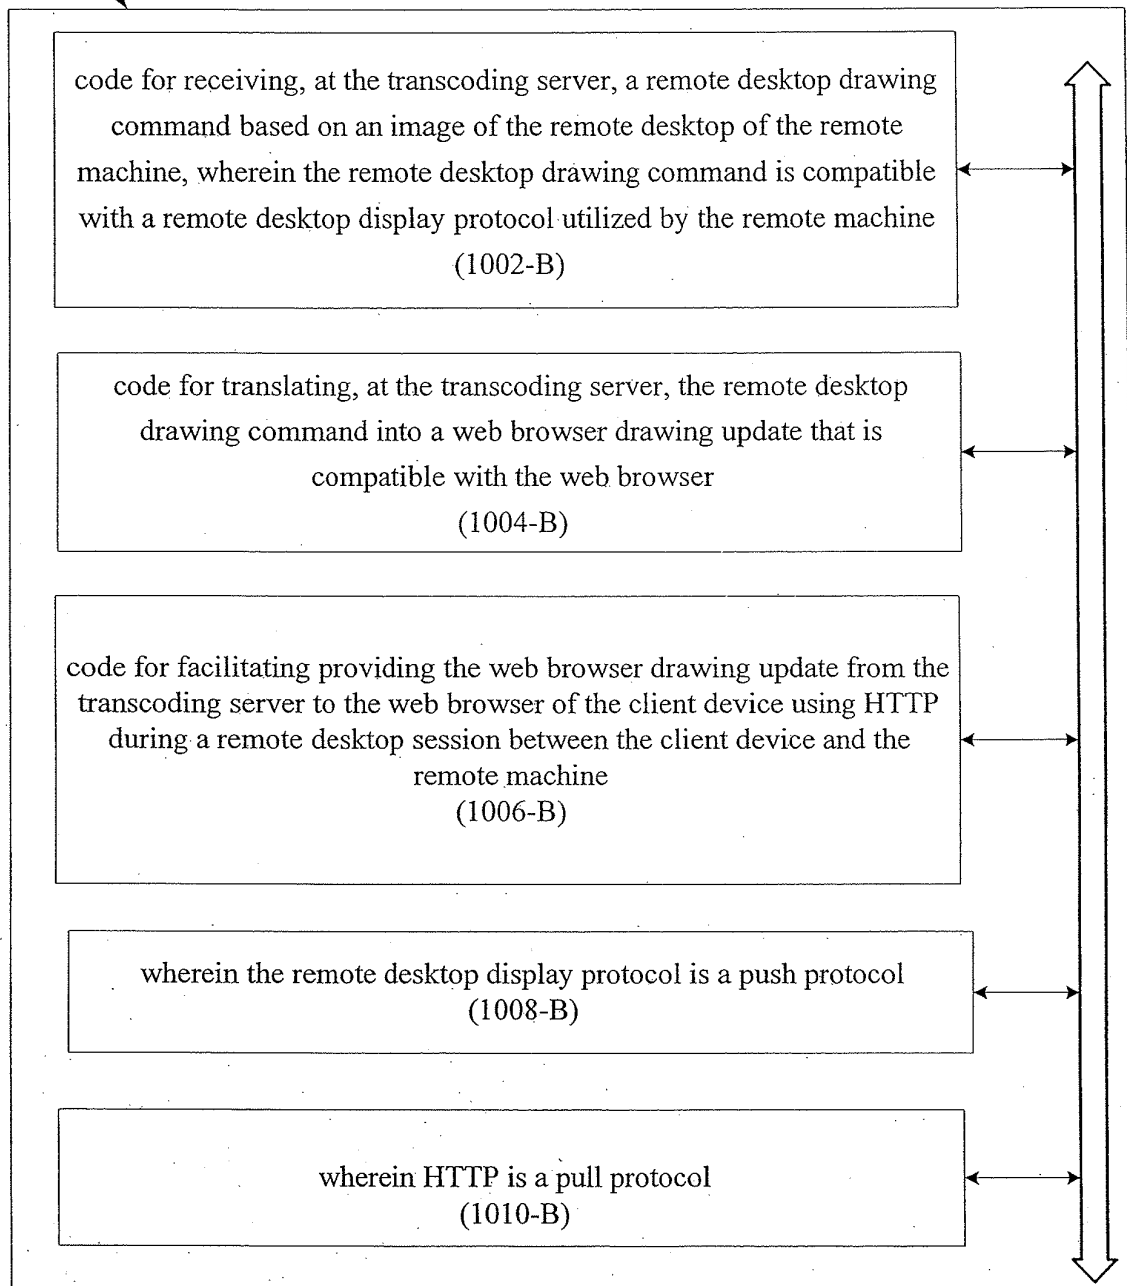 code for receiving, at the transcoding server, a remote desktop drawing
command based on an image of the remote desktop of the remote
machine, wherein the remote desktop drawing command is compatible
with a remote desktop display protocol utilized by the remote machine
(1002-B)
code for translating, at the transcoding server, the remote desktop
drawing command into a web browser drawing update that is
compatible with the web browser
(1004-B)
code for facilitating providing the web browser drawing update from the
transcoding server to the web browser of the client device using HTTP
during a remote desktop session between the client device and the
remote machine
(1006-B)
wherein the remote desktop display protocol is a push protocol
(1008-B)
wherein HTTP is a pull protocol
(1010-B)